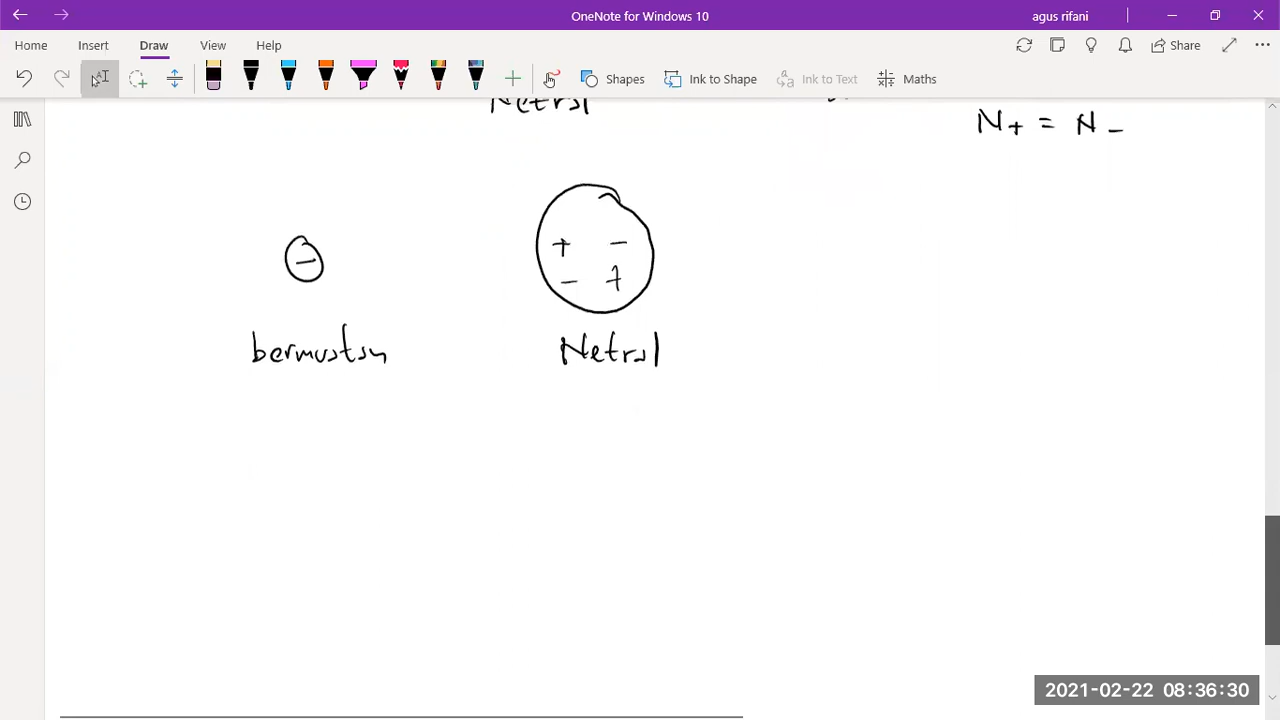 OneNote for Windows 10
agus rifani
Home Insert Draw View Help
Share
Shapes Ink to Shape Ink to Text Maths
Netral
N+ = N-
-
+ -
- +
bermuatan Netral
2021-02-22 08:36:30